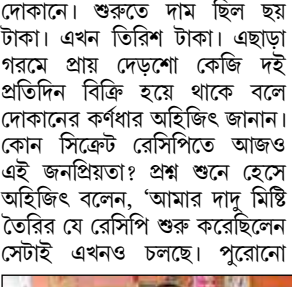 দোকানে। শুরুতে দাম ছিল ছয়
টাকা। এখন তিরিশ টাকা। এছাড়া
গরমে প্রায় দেড়শো কেজি দই
প্রতিদিন বিক্রি হয়ে থাকে বলে
দোকানের কর্ণধার অহিজিৎ জানান।
কোন সিক্রেট রেসিপিতে আজও
এই জনপ্রিয়তা? প্রশ্ন শুনে হেসে
অহিজিৎ বলেন, ‘আমার দাদু মিষ্টি
তৈরির যে রেসিপি শুরু করেছিলেন
সেটাই এখনও চলছে। পুরোনো